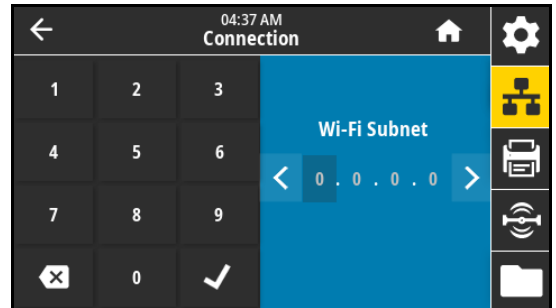 04:37 AM
Connection
1 2 3
4 5 6
7 8 9
0
Wi-Fi Subnet
0 . 0 . 0 . 0